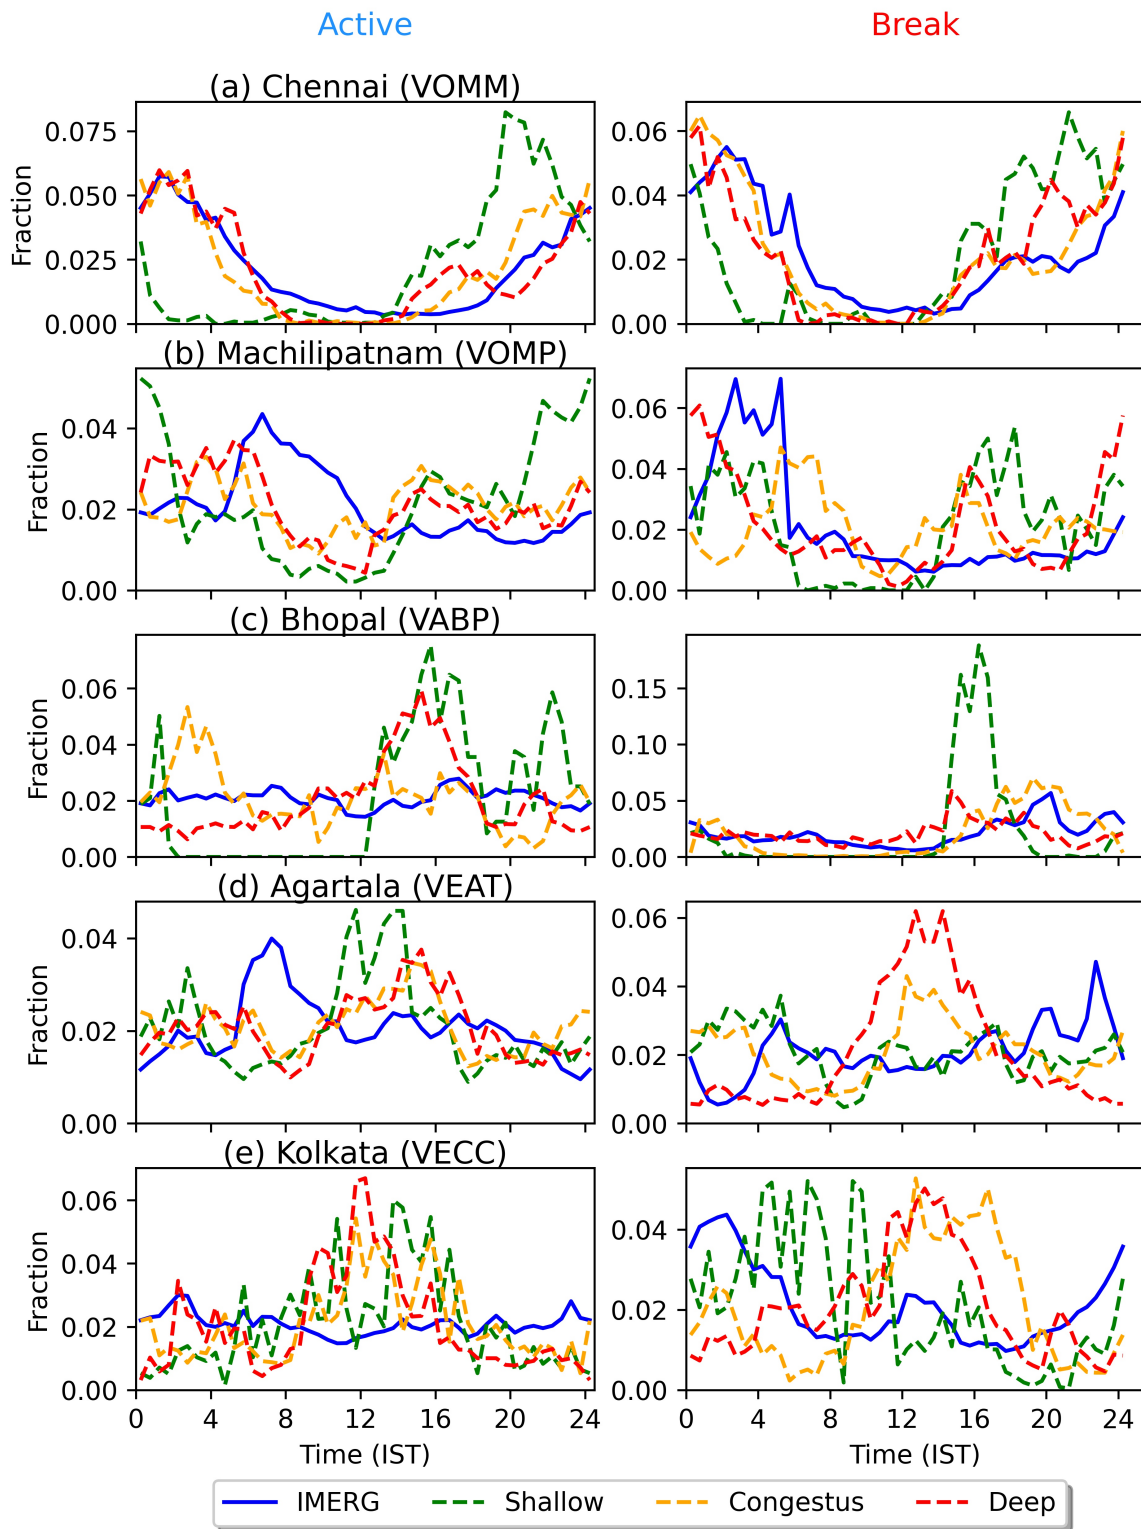 Active Break
(a) Chennai (VOMM)
Fraction
0.075
0.050
0.025
0.000
0.06
0.04
0.02
0.00
(b) Machilipatnam (VOMP)
Fraction
0.04
0.02
0.00
0.06
0.04
0.02
0.00
(c) Bhopal (VABP)
Fraction
0.06
0.04
0.02
0.00
0.15
0.10
0.05
0.00
(d) Agartala (VEAT)
Fraction
0.04
0.02
0.00
0.06
0.04
0.02
0.00
(e) Kolkata (VECC)
Fraction
0.06
0.04
0.02
0.00
0.04
0.02
0.00
0 4 8 12 16 20 24
0 4 8 12 16 20 24
Time (IST) Time (IST)
IMERG Shallow Congestus Deep